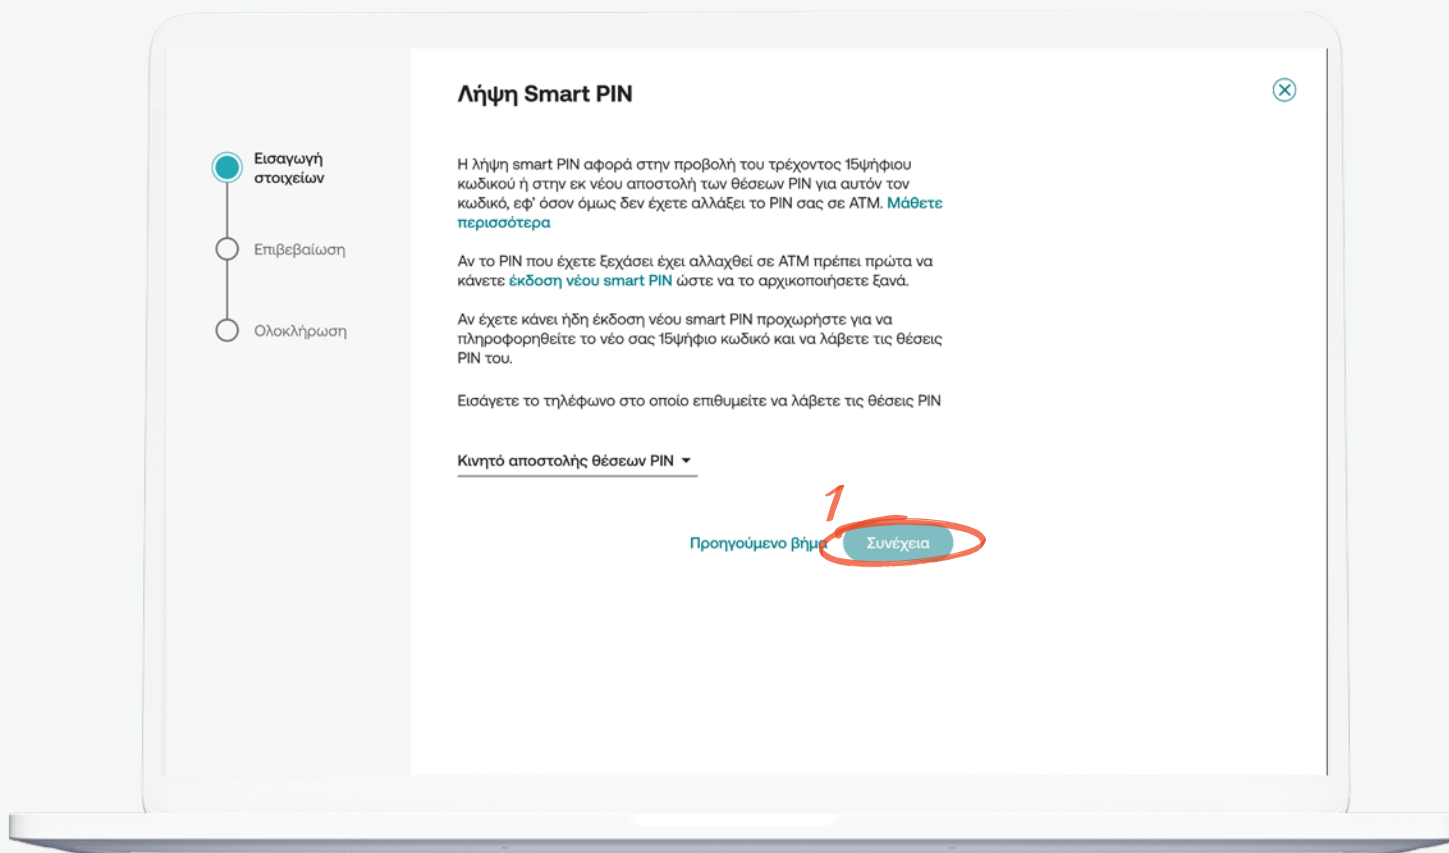 Λήψη Smart PIN
Εισαγωγή
στοιχείων
Επιβεβαίωση
Ολοκλήρωση
Η λήψη smart PIN αφορά στην προβολή του τρέχοντος 15ψήφιου
κωδικού ή στην εκ νέου αποστολή των θέσεων PIN για αυτόν τον
κωδικό, εφ' όσον όμως δεν έχετε αλλάξει το PIN σας σε ATM. Μάθετε
περισσότερα
Αν το PIN που έχετε ξεχάσει έχει αλλαχθεί σε ATM πρέπει πρώτα να
κάνετε έκδοση νέου smart PIN ώστε να το αρχικοποιήσετε ξανά.
Αν έχετε κάνει ήδη έκδοση νέου smart PIN προχωρήστε για να
πληροφορηθείτε το νέο σας 15ψήφιο κωδικό και να λάβετε τις θέσεις
PIN του.
Εισάγετε το τηλέφωνο στο οποίο επιθυμείτε να λάβετε τις θέσεις PIN
Κινητό αποστολής θέσεων PIN
1
Προηγούμενο βήμα Συνέχεια